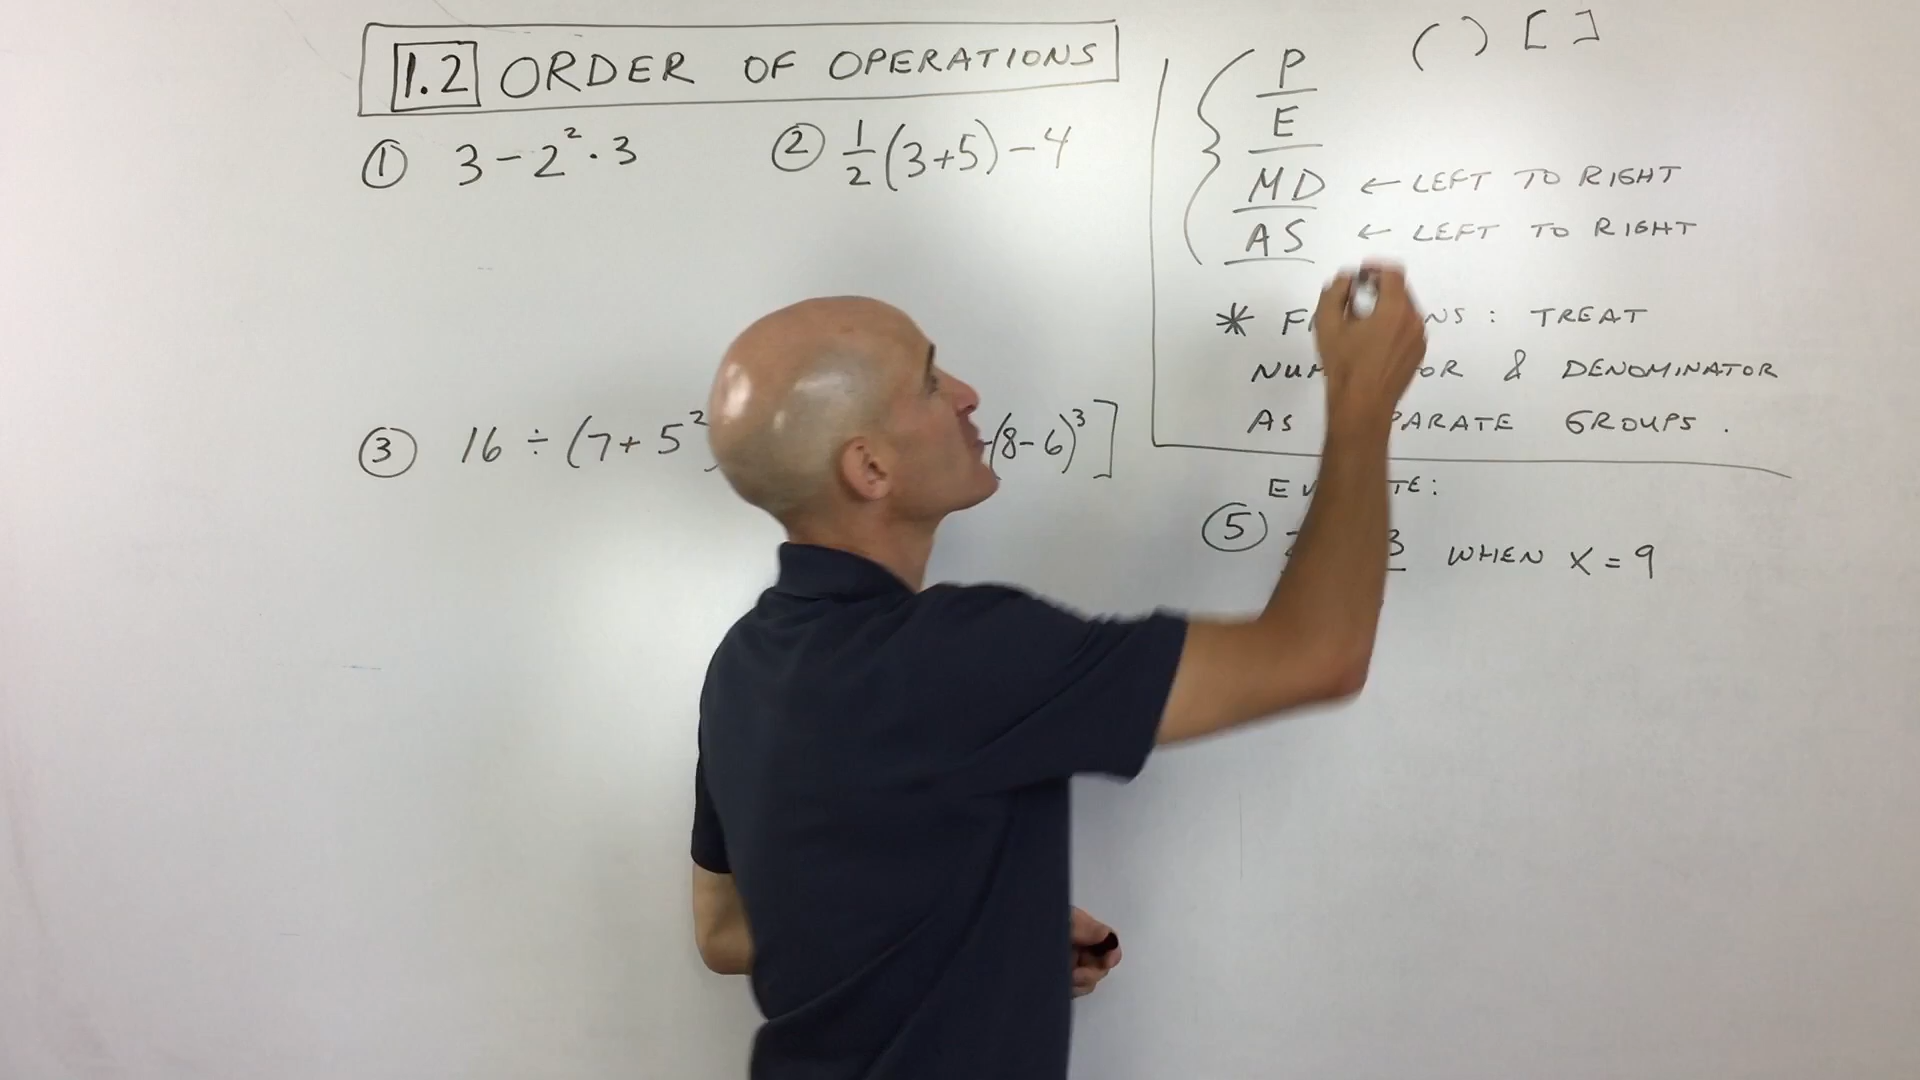 1.2 ORDER OF OPERATIONS
① 3 - 2² · 3
② 1/2 (3+5) - 4
③ 16 ÷ (7 + 5²
(8 - 6)³ ]
( ) [ ]
P
E
MD ← LEFT TO RIGHT
AS ← LEFT TO RIGHT
* : TREAT
& DENOMINATOR
AS GROUPS.
:
⑤ WHEN X = 9